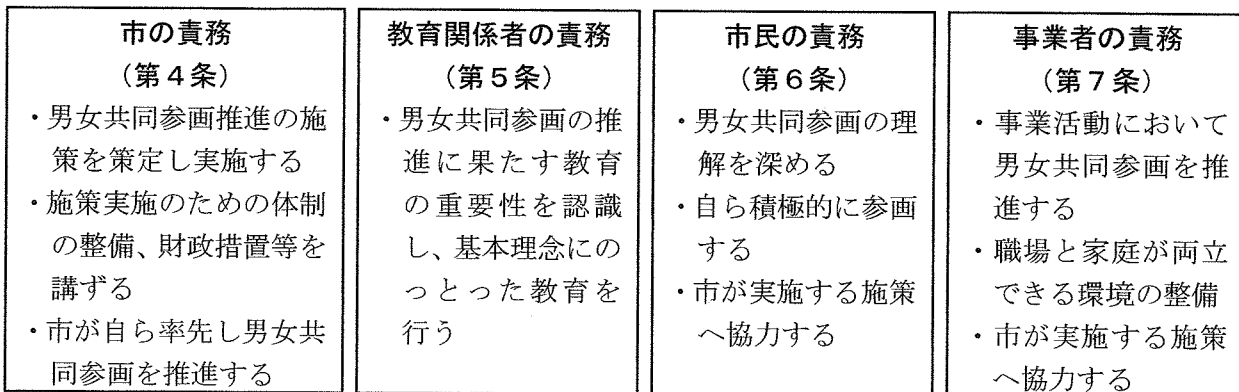 市の責務
（第４条）
・男女共同参画推進の施
策を策定し実施する
・施策実施のための体制
の整備、財政措置等を
講ずる
・市が自ら率先し男女共
同参画を推進する
教育関係者の責務
（第５条）
・男女共同参画の推
進に果たす教育
の重要性を認識
し、基本理念にの
っとった教育を
行う
市民の責務
（第６条）
・男女共同参画の理
解を深める
・自ら積極的に参画
する
・市が実施する施策
へ協力する
事業者の責務
（第７条）
・事業活動において
男女共同参画を推
進する
・職場と家庭が両立
できる環境の整備
・市が実施する施策
へ協力する